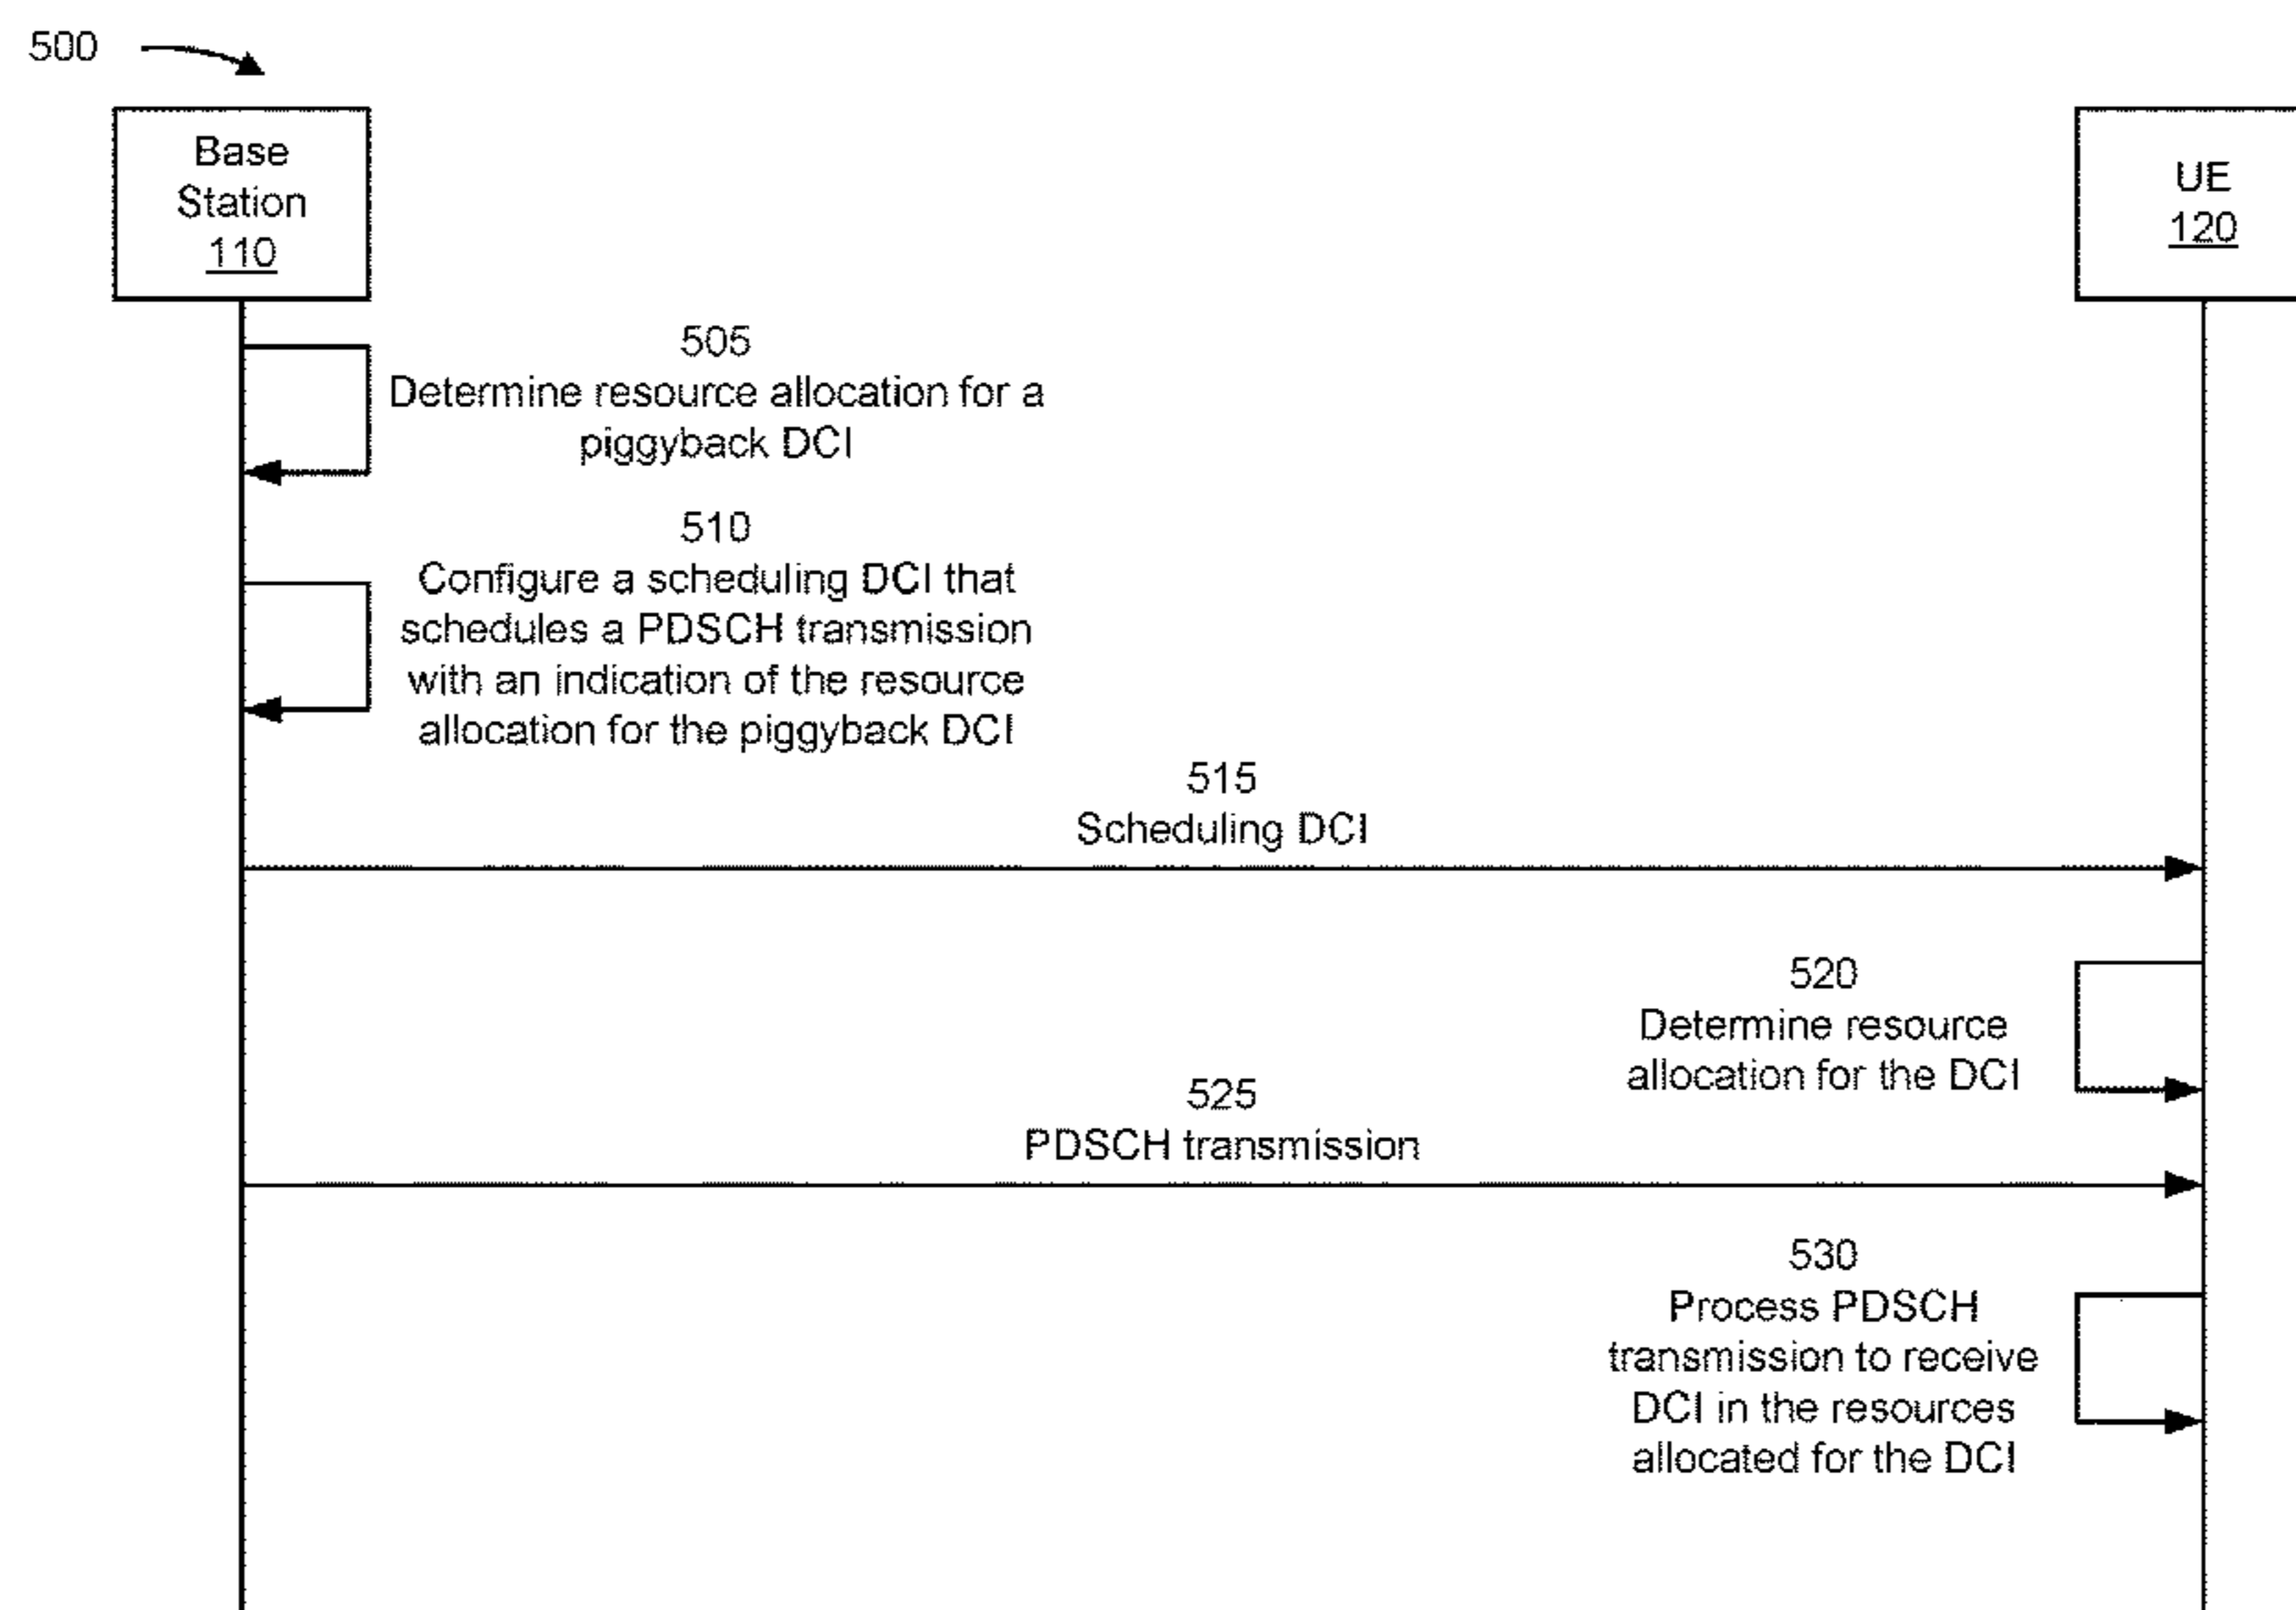 500
Base
Station
110
UE
120
505
Determine resource allocation for a
piggyback DCI
510
Configure a scheduling DCI that
schedules a PDSCH transmission
with an indication of the resource
allocation for the piggyback DCI
515
Scheduling DCI
520
Determine resource
allocation for the DCI
525
PDSCH transmission
530
Process PDSCH
transmission to receive
DCI in the resources
allocated for the DCI